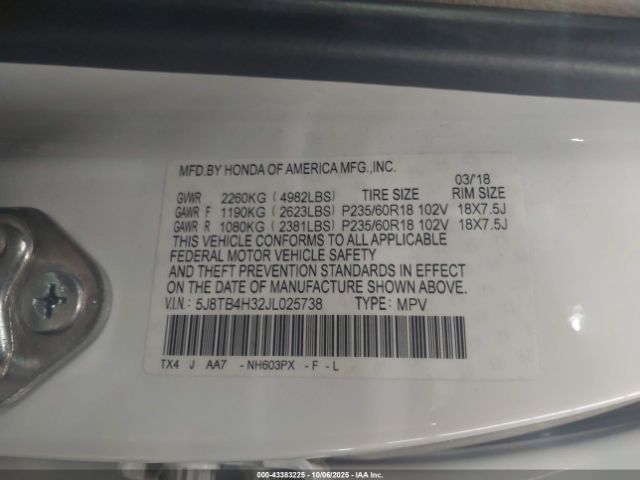 MFD.BY HONDA OF AMERICA MFG.,INC.
03/'18
GVWR 2260KG (4982LBS) TIRE SIZE RIM SIZE
GAWR F 1190KG (2623LBS) P235/60R18 102V 18X7.5J
GAWR R 1080KG (2381LBS) P235/60R18 102V 18X7.5J
THIS VEHICLE CONFORMS TO ALL APPLICABLE
FEDERAL MOTOR VEHICLE SAFETY
AND THEFT PREVENTION STANDARDS IN EFFECT
ON THE DATE OF MANUFACTURE SHOWN ABOVE.
V.I.N.: 5J8TB4H32JL025738 TYPE: MPV
TX4 J AA7 -NH603PX -F -L
000-43383225 - 10/06/2025 - IAA.COM